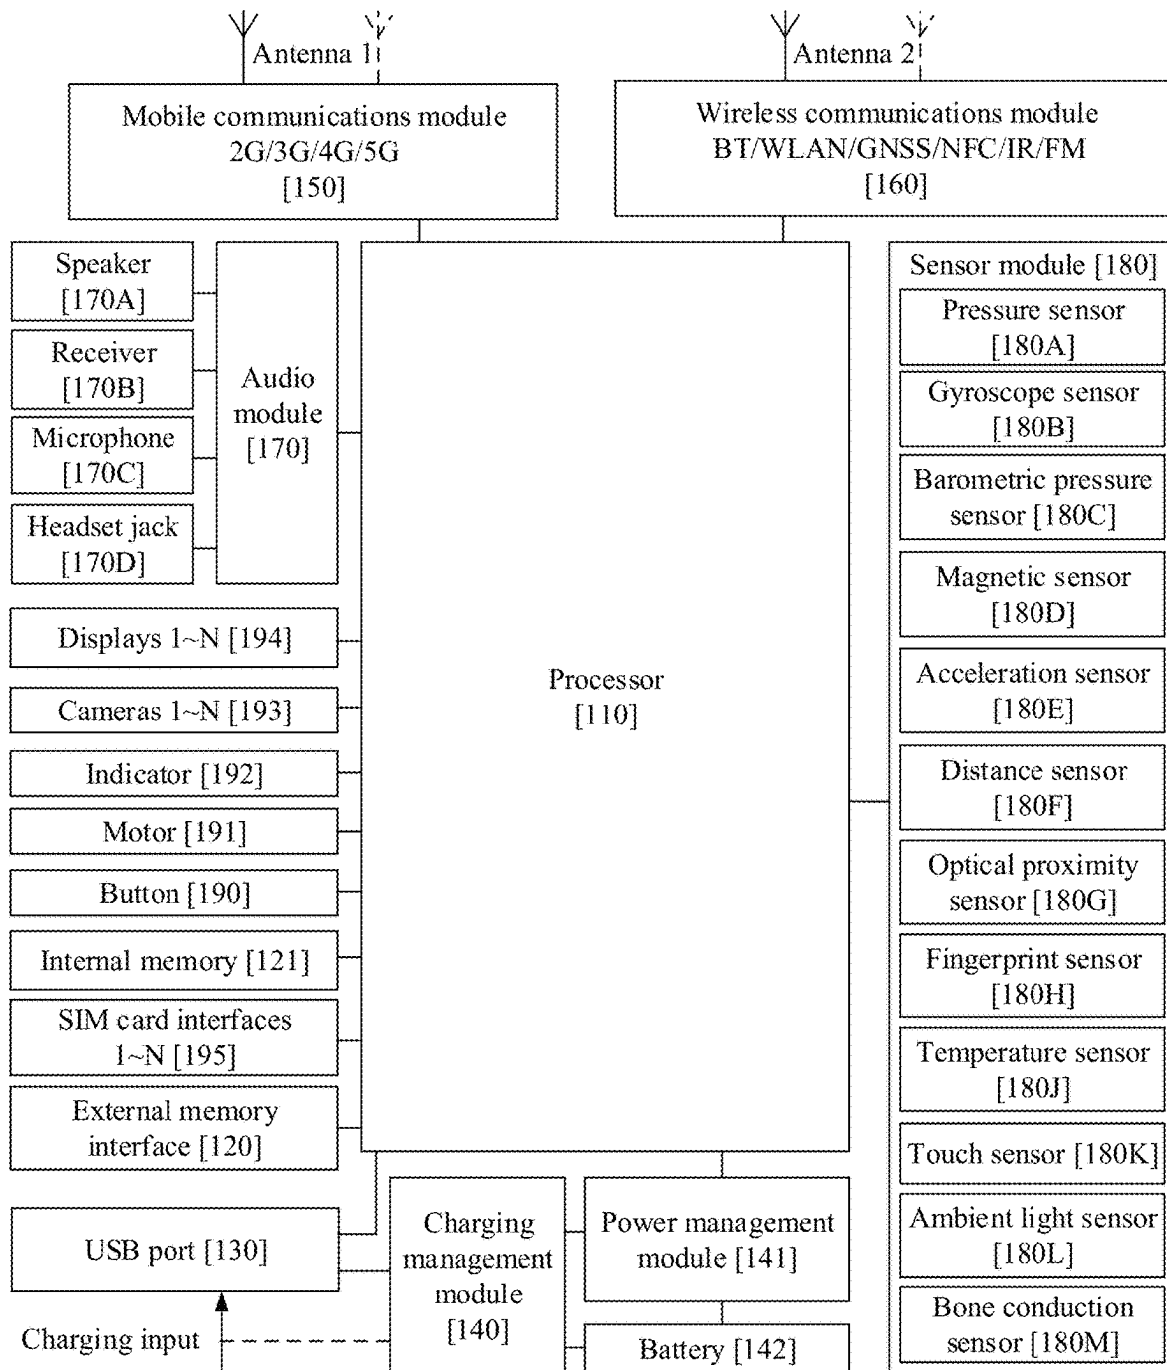 Antenna 1
Antenna 2
Mobile communications module
2G/3G/4G/5G
[150]
Wireless communications module
BT/WLAN/GNSS/NFC/IR/FM
[160]
Speaker
[170A]
Receiver
[170B]
Microphone
[170C]
Headset jack
[170D]
Audio
module
[170]
Displays 1~N [194]
Cameras 1~N [193]
Indicator [192]
Motor [191]
Button [190]
Internal memory [121]
SIM card interfaces
1~N [195]
External memory
interface [120]
USB port [130]
Charging input
Processor
[110]
Charging
management
module
[140]
Power management
module [141]
Battery [142]
Sensor module [180]
Pressure sensor
[180A]
Gyroscope sensor
[180B]
Barometric pressure
sensor [180C]
Magnetic sensor
[180D]
Acceleration sensor
[180E]
Distance sensor
[180F]
Optical proximity
sensor [180G]
Fingerprint sensor
[180H]
Temperature sensor
[180J]
Touch sensor [180K]
Ambient light sensor
[180L]
Bone conduction
sensor [180M]